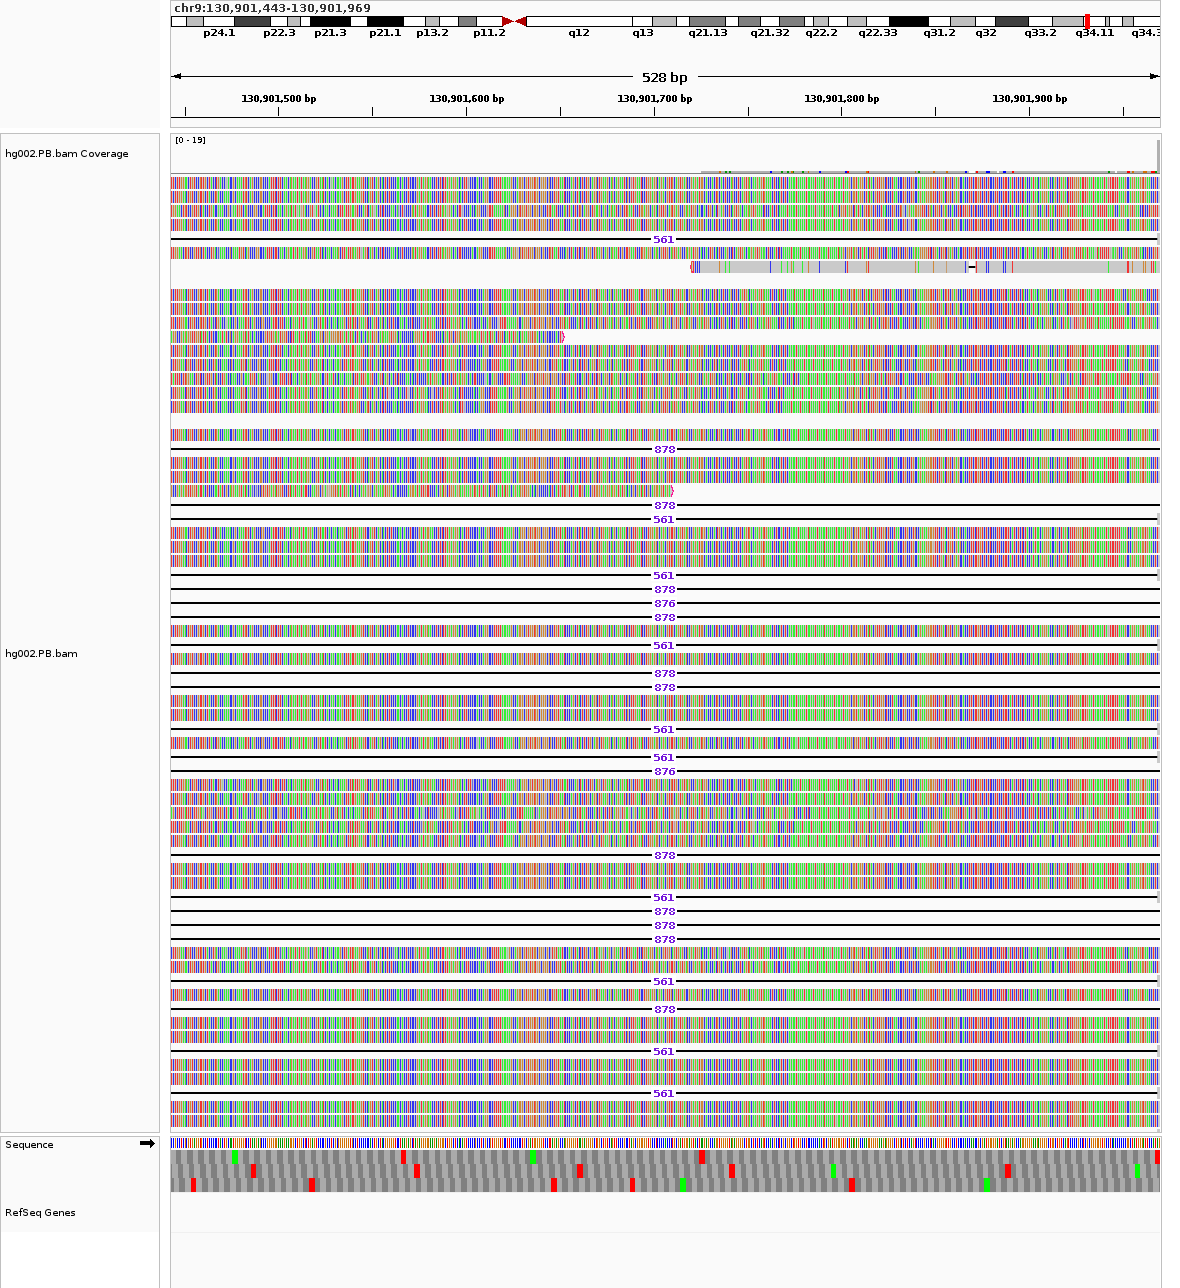 chr9:130,901,443-130,901,969
p24.1 p22.3 p21.3 p21.1 p13.2 p11.2 q12 q13 q21.13 q21.32 q22.2 q22.33 q31.2 q32 q33.2 q34.11 q34.3
528 bp
130,901,500 bp 130,901,600 bp 130,901,700 bp 130,901,800 bp 130,901,900 bp
[0 - 19]
hg002.PB.bam Coverage
561
878
878
561
561
878
876
878
561
hg002.PB.bam
878
878
561
561
876
878
561
878
878
878
561
878
561
561
Sequence
RefSeq Genes